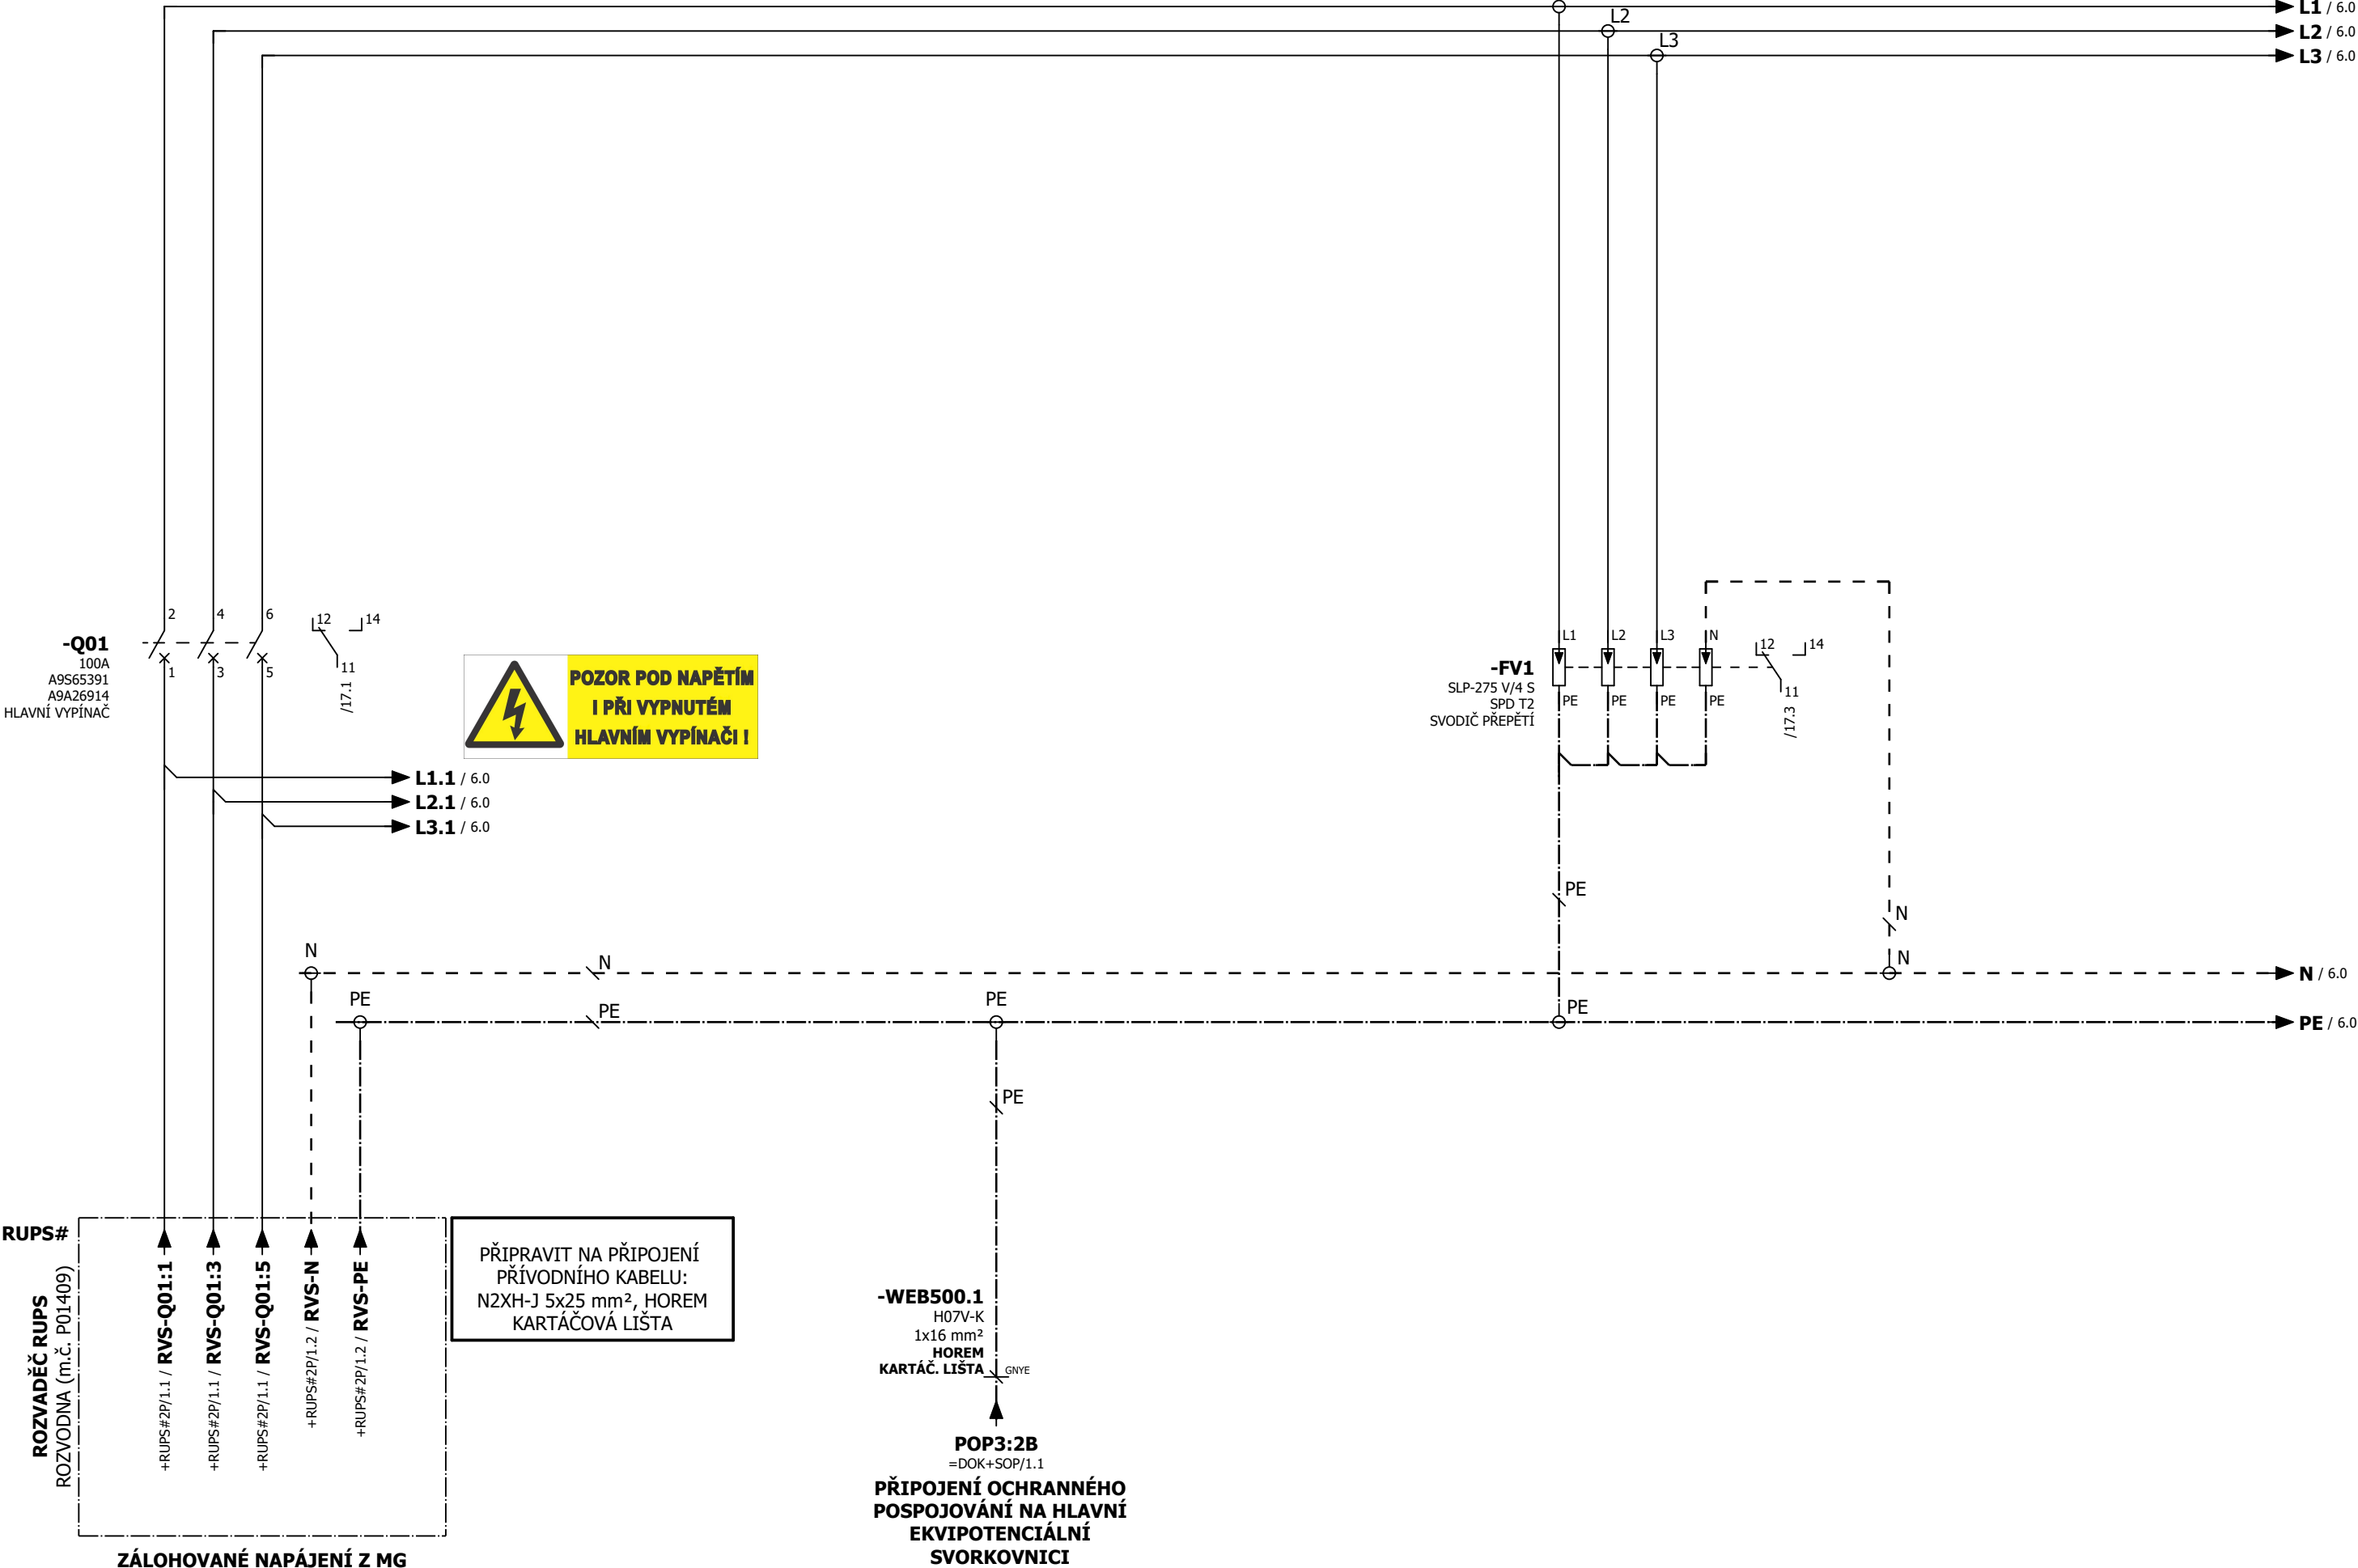 L1 / 6.0
L2
L2 / 6.0
L3
L3 / 6.0
2
4
6
12
14
-Q01
100A
A9S65391
A9A26914
HLAVNÍ VYPÍNAČ
1
3
5
11
/17.1
POZOR POD NAPĚTÍM
I PŘI VYPNUTÉM
HLAVNÍM VYPÍNAČI !
L1
L2
L3
N
12
14
-FV1
SLP-275 V/4 S
SPD T2
SVODIČ PŘEPĚTÍ
PE
PE
PE
PE
11
/17.3
L1.1 / 6.0
L2.1 / 6.0
L3.1 / 6.0
PE
N
N
N
N
N / 6.0
PE
PE
PE
PE
PE / 6.0
PE
RUPS#
ROZVADĚČ RUPS
ROZVODNA (m.č. P01409)
+RUPS#2P/1.1 / RVS-Q01:1
+RUPS#2P/1.1 / RVS-Q01:3
+RUPS#2P/1.1 / RVS-Q01:5
+RUPS#2P/1.2 / RVS-N
+RUPS#2P/1.2 / RVS-PE
PŘIPRAVIT NA PŘIPOJENÍ
PŘÍVODNÍHO KABELU:
N2XH-J 5x25 mm², HOREM
KARTÁČOVÁ LIŠTA
-WEB500.1
H07V-K
1x16 mm²
HOREM
KARTÁČ. LIŠTA
GNYE
POP3:2B
=DOK+SOP/1.1
PŘIPOJENÍ OCHRANNÉHO
POSPOJOVÁNÍ NA HLAVNÍ
EKVIPOTENCIÁLNÍ
SVORKOVNICI
ZÁLOHOVANÉ NAPÁJENÍ Z MG